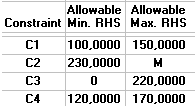 Constraint Allowable Min. RHS Allowable Max. RHS
C1 100,0000 150,0000
C2 230,0000 M
C3 0 220,0000
C4 120,0000 170,0000